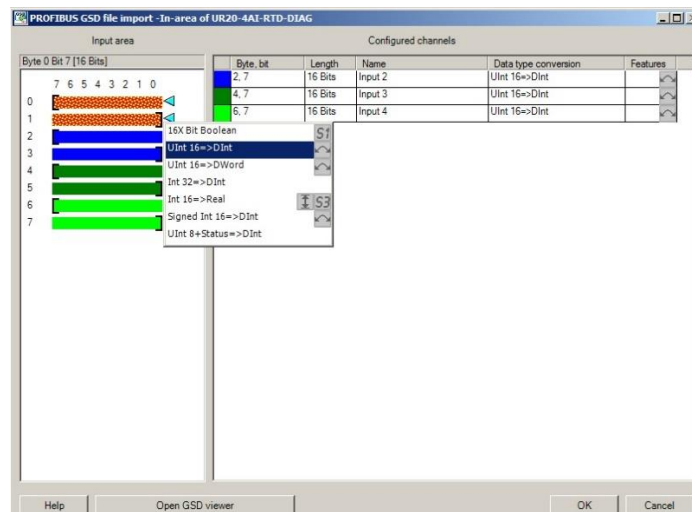 PROFIBUS GSD file import -In-area of UR20-4AI-RTD-DIAG
Input area
Configured channels
Byte 0 Bit 7 [16 Bits]
7 6 5 4 3 2 1 0
0
1
2
3
4
5
6
7
16X Bit Boolean S1
UInt 16=>DInt
UInt 16=>DWord
Int 32=>DInt
Int 16=>Real S3
Signed Int 16=>DInt
UInt 8+Status=>DInt
Byte, bit Length Name Data type conversion Features
2, 7 16 Bits Input 2 UInt 16=>DInt
4, 7 16 Bits Input 3 UInt 16=>DInt
6, 7 16 Bits Input 4 UInt 16=>DInt
Help Open GSD viewer OK Cancel